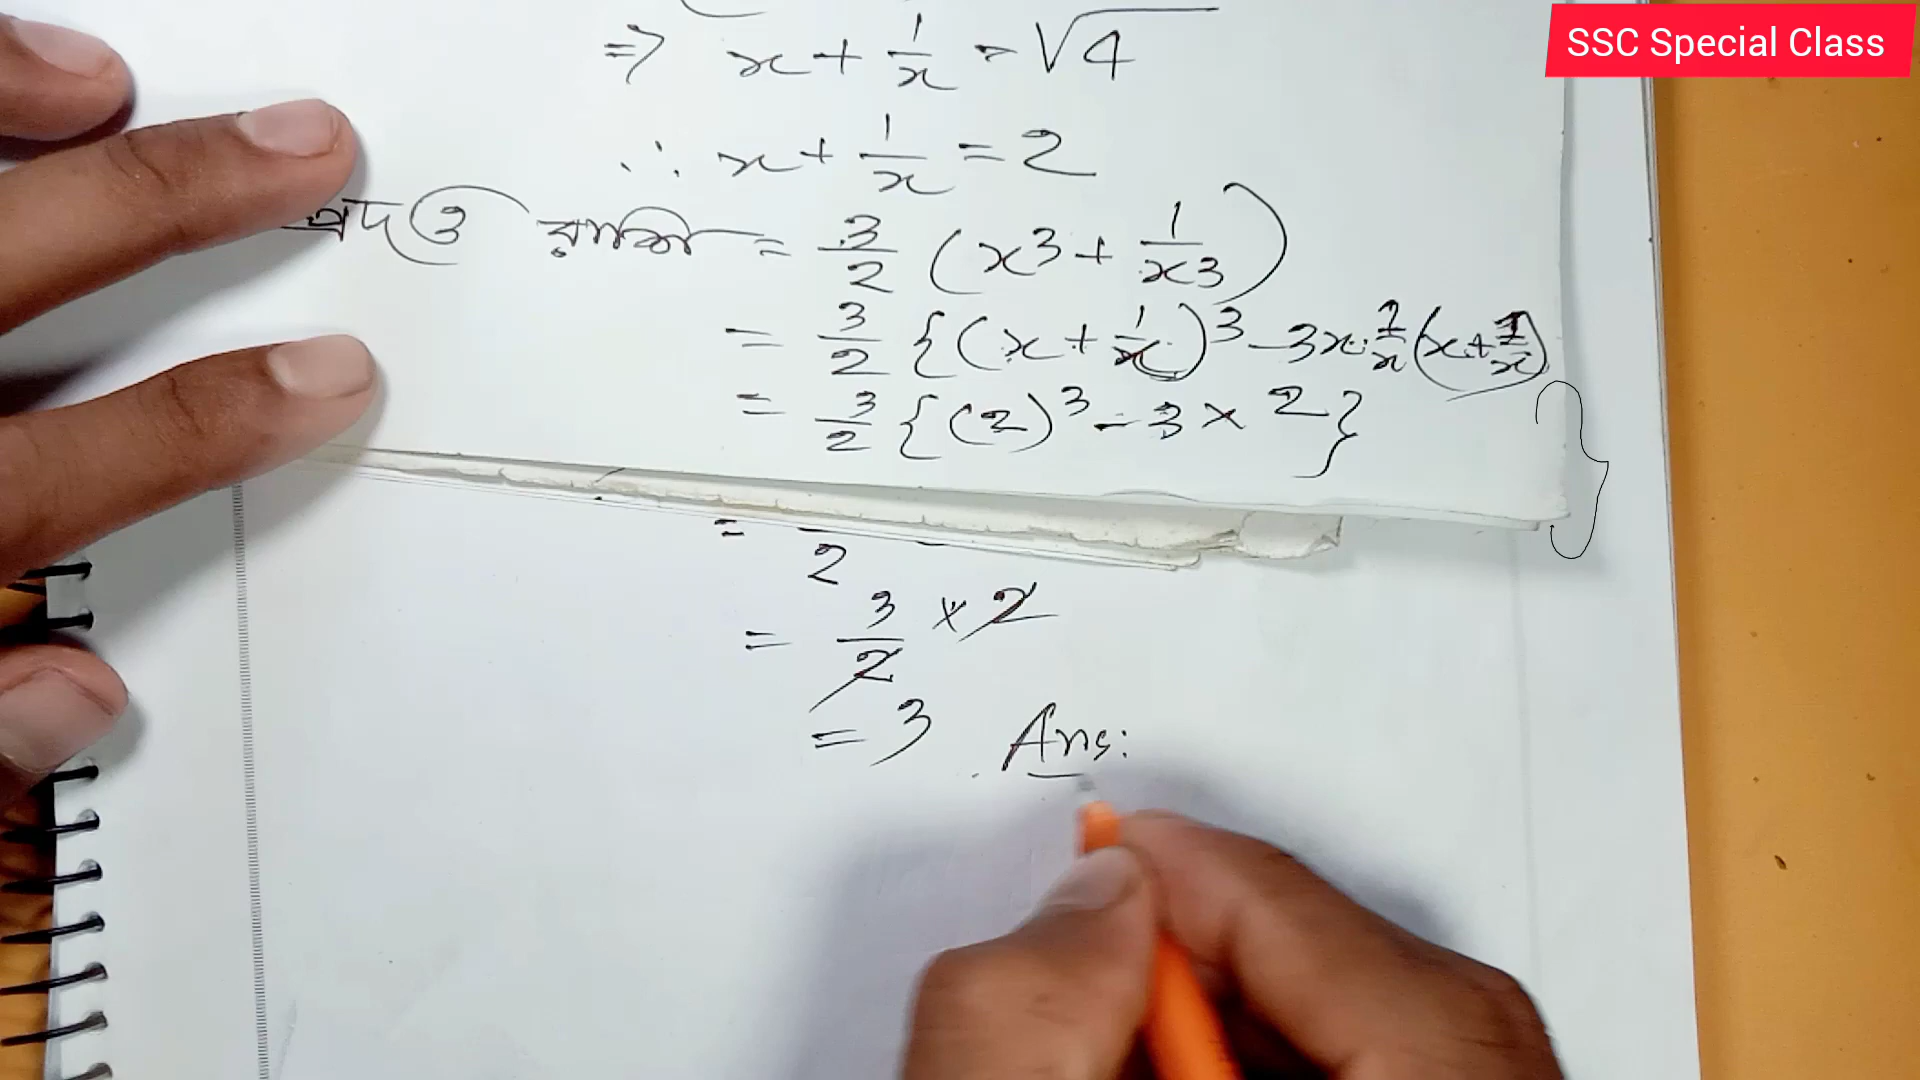 SSC Special Class
=> x + 1/x = √4
∴ x + 1/x = 2
প্রদত্ত রাশি = 3/2 (x³ + 1/x³)
= 3/2 {(x + 1/x)³ - 3x · 1/x (x + 1/x)}
= 3/2 {(2)³ - 3 × 2}
= 2
= 3/2 × 2
= 3 Ans: